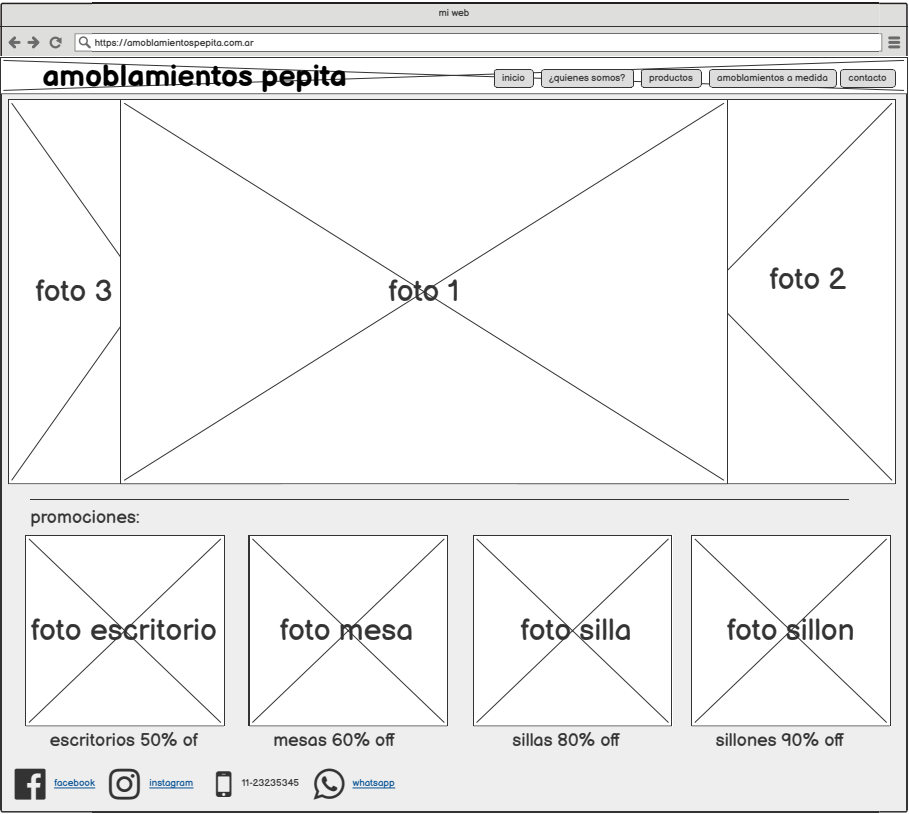 mi web
https://amoblamientospepita.com.ar
amoblamientos pepita
inicio
¿quienes somos?
productos
amoblamientos a medida
contacto
foto 3
foto 1
foto 2
promociones:
foto escritorio
foto mesa
foto silla
foto sillon
escritorios 50% of
mesas 60% off
sillas 80% off
sillones 90% off
facebook
instagram
11-23235345
whatsapp